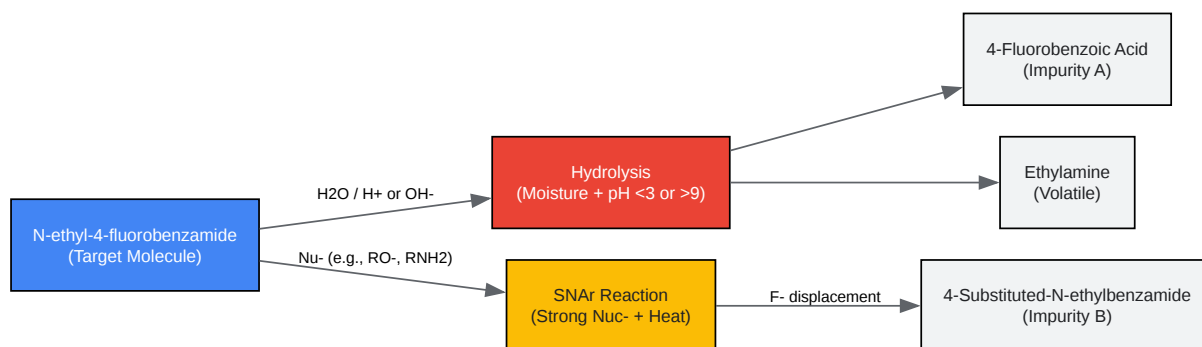 4-Fluorobenzoic Acid
(Impurity A)
Hydrolysis
(Moisture + pH <3 or >9)
Ethylamine
(Volatile)
H2O / H+ or OH-
N-ethyl-4-fluorobenzamide
(Target Molecule)
Nu- (e.g., RO-, RNH2)
SNAr Reaction
(Strong Nuc- + Heat)
F- displacement
4-Substituted-N-ethylbenzamide
(Impurity B)